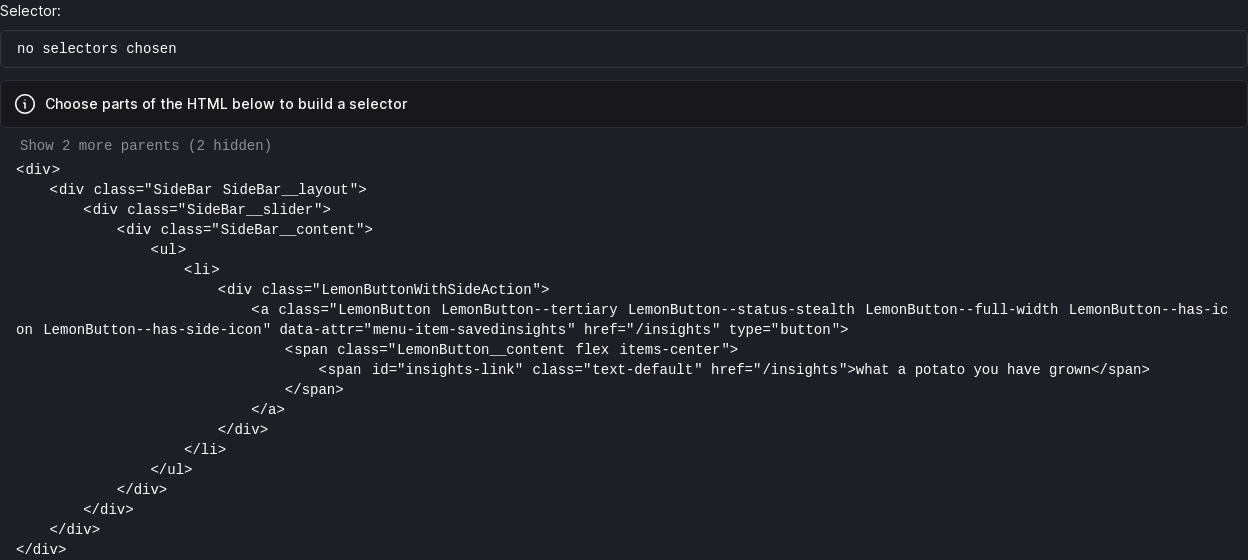 Selector:
no selectors chosen
Choose parts of the HTML below to build a selector
Show 2 more parents (2 hidden)
<div>
<div class="SideBar SideBar__layout">
<div class="SideBar__slider">
<div class="SideBar__content">
<ul>
<li>
<div class="LemonButtonWithSideAction">
<a class="LemonButton LemonButton--tertiary LemonButton--status-stealth LemonButton--full-width LemonButton--has-ic
on LemonButton--has-side-icon" data-attr="menu-item-savedinsights" href="/insights" type="button">
<span class="LemonButton__content flex items-center">
<span id="insights-link" class="text-default" href="/insights">what a potato you have grown</span>
</span>
</a>
</div>
</li>
</ul>
</div>
</div>
</div>
</div>